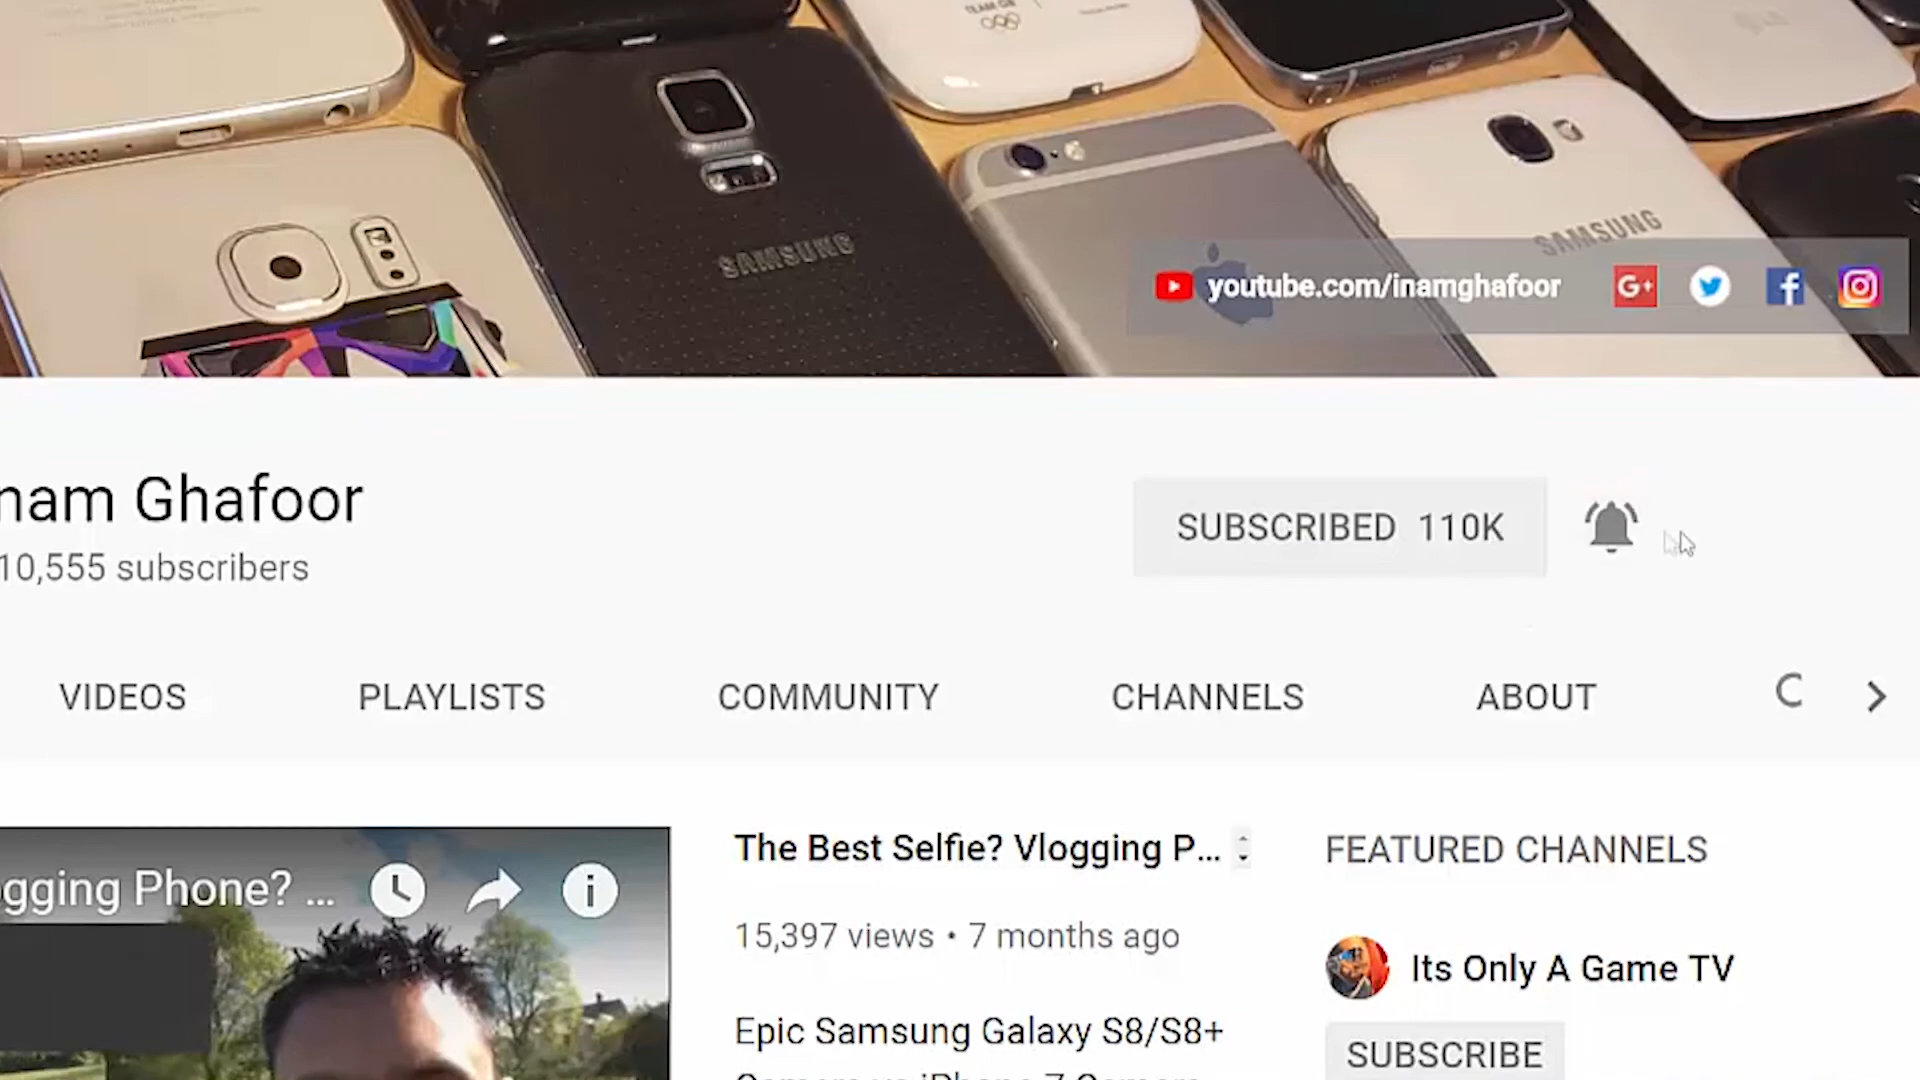 TEAM GB
SAMSUNG
SAMSUNG
youtube.com/inamghafoor
G+
nam Ghafoor
10,555 subscribers
SUBSCRIBED 110K
VIDEOS
PLAYLISTS
COMMUNITY
CHANNELS
ABOUT
C
gging Phone? ...
The Best Selfie? Vlogging P...
15,397 views • 7 months ago
Epic Samsung Galaxy S8/S8+
FEATURED CHANNELS
Its Only A Game TV
SUBSCRIBE